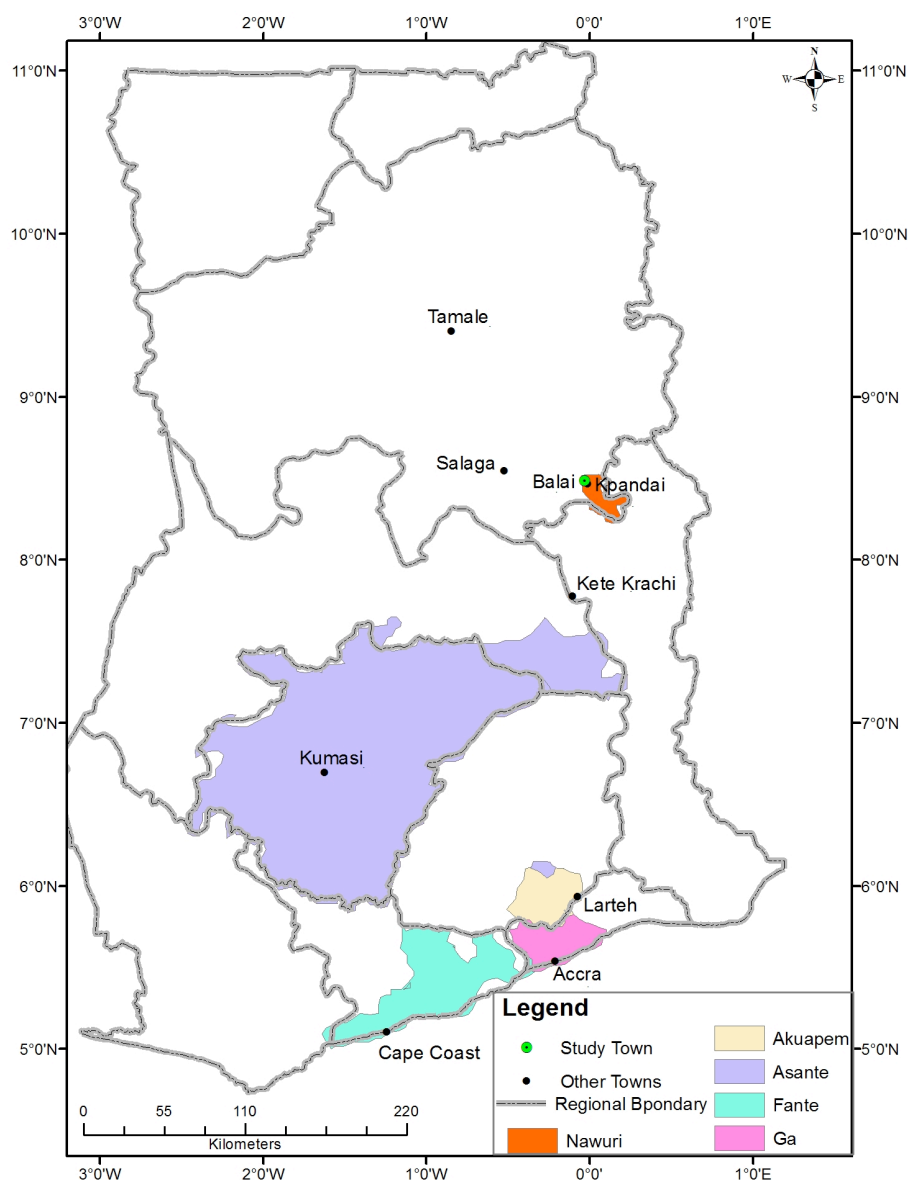 3°0'W 2°0'W 1°0'W 0°0' 1°0'E
11°0'N 11°0'N
N
W E
S
10°0'N 10°0'N
Tamale
9°0'N 9°0'N
Salaga
Balai Kpandai
8°0'N 8°0'N
Kete Krachi
7°0'N 7°0'N
Kumasi
6°0'N 6°0'N
Larteh
Accra
5°0'N 5°0'N
Cape Coast
Legend
Study Town
Other Towns
Regional Bpondary
Nawuri
Akuapem
Asante
Fante
Ga
0 55 110 220
Kilometers
3°0'W 2°0'W 1°0'W 0°0' 1°0'E